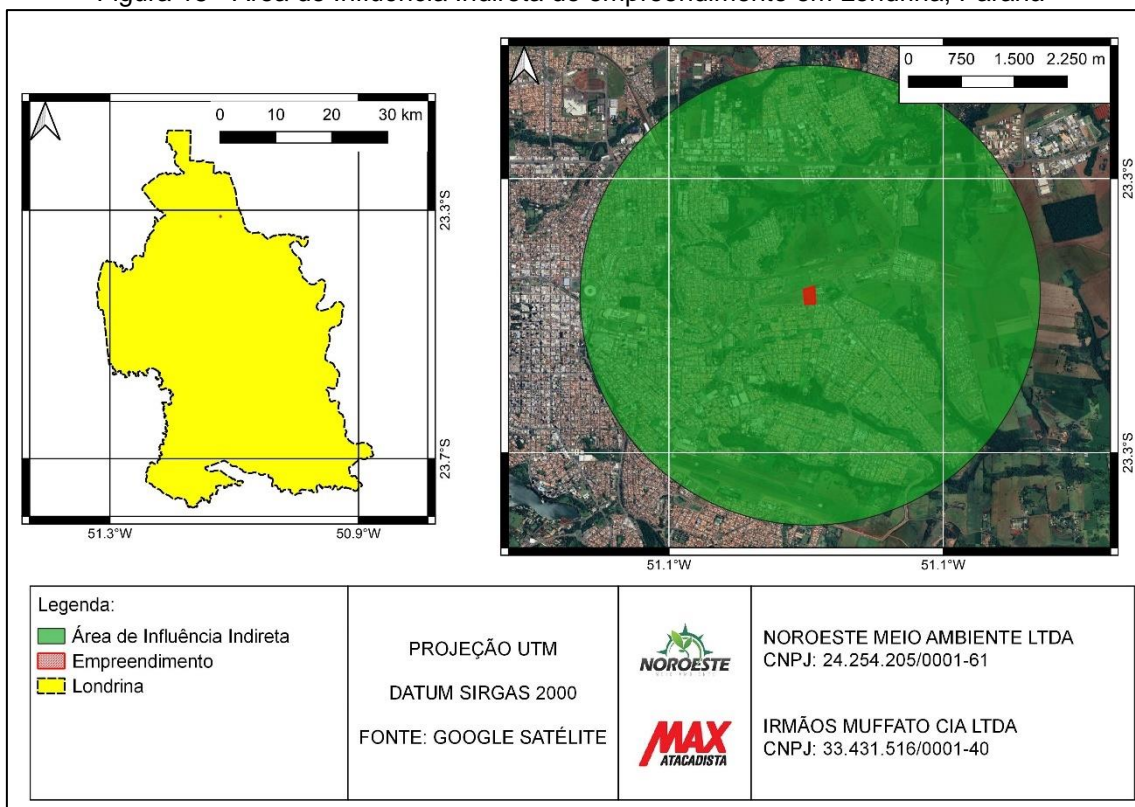 Figura 18 - Área de Influência Indireta do empreendimento em Londrina, Paraná
0 10 20 30 km
23.3°S
23.7°S
51.3°W 50.9°W
0 750 1.500 2.250 m
23.3°S
23.3°S
51.1°W 51.1°W
Legenda:
Área de Influência Indireta
Empreendimento
Londrina
PROJEÇÃO UTM
DATUM SIRGAS 2000
FONTE: GOOGLE SATÉLITE
NOROESTE
MAX
ATACADISTA
NOROESTE MEIO AMBIENTE LTDA
CNPJ: 24.254.205/0001-61
IRMÃOS MUFFATO CIA LTDA
CNPJ: 33.431.516/0001-40